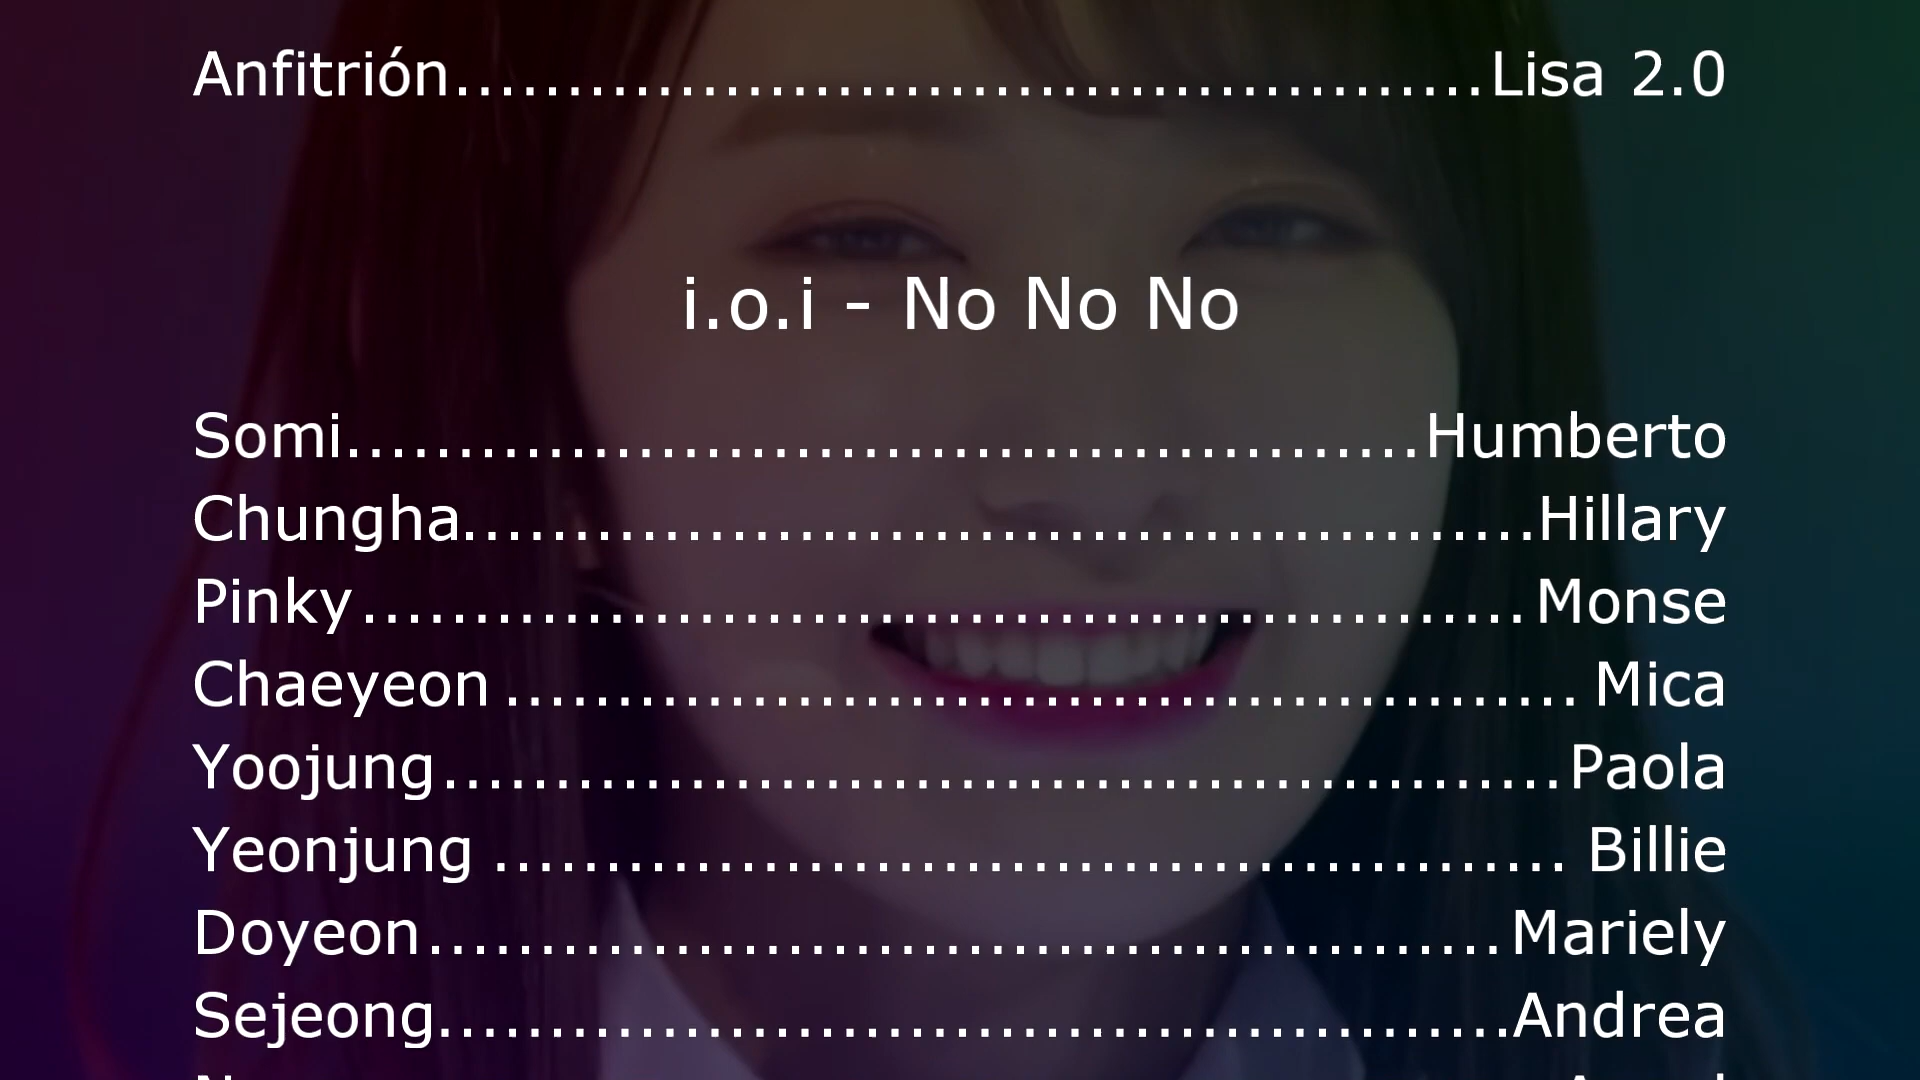 Anfitrión..............................................Lisa 2.0
i.o.i - No No No
Somi................................................Humberto
Chungha...............................................Hillary
Pinky....................................................Monse
Chaeyeon ................................................ Mica
Yoojung..................................................Paola
Yeonjung ................................................ Billie
Doyeon................................................Mariely
Sejeong................................................Andrea